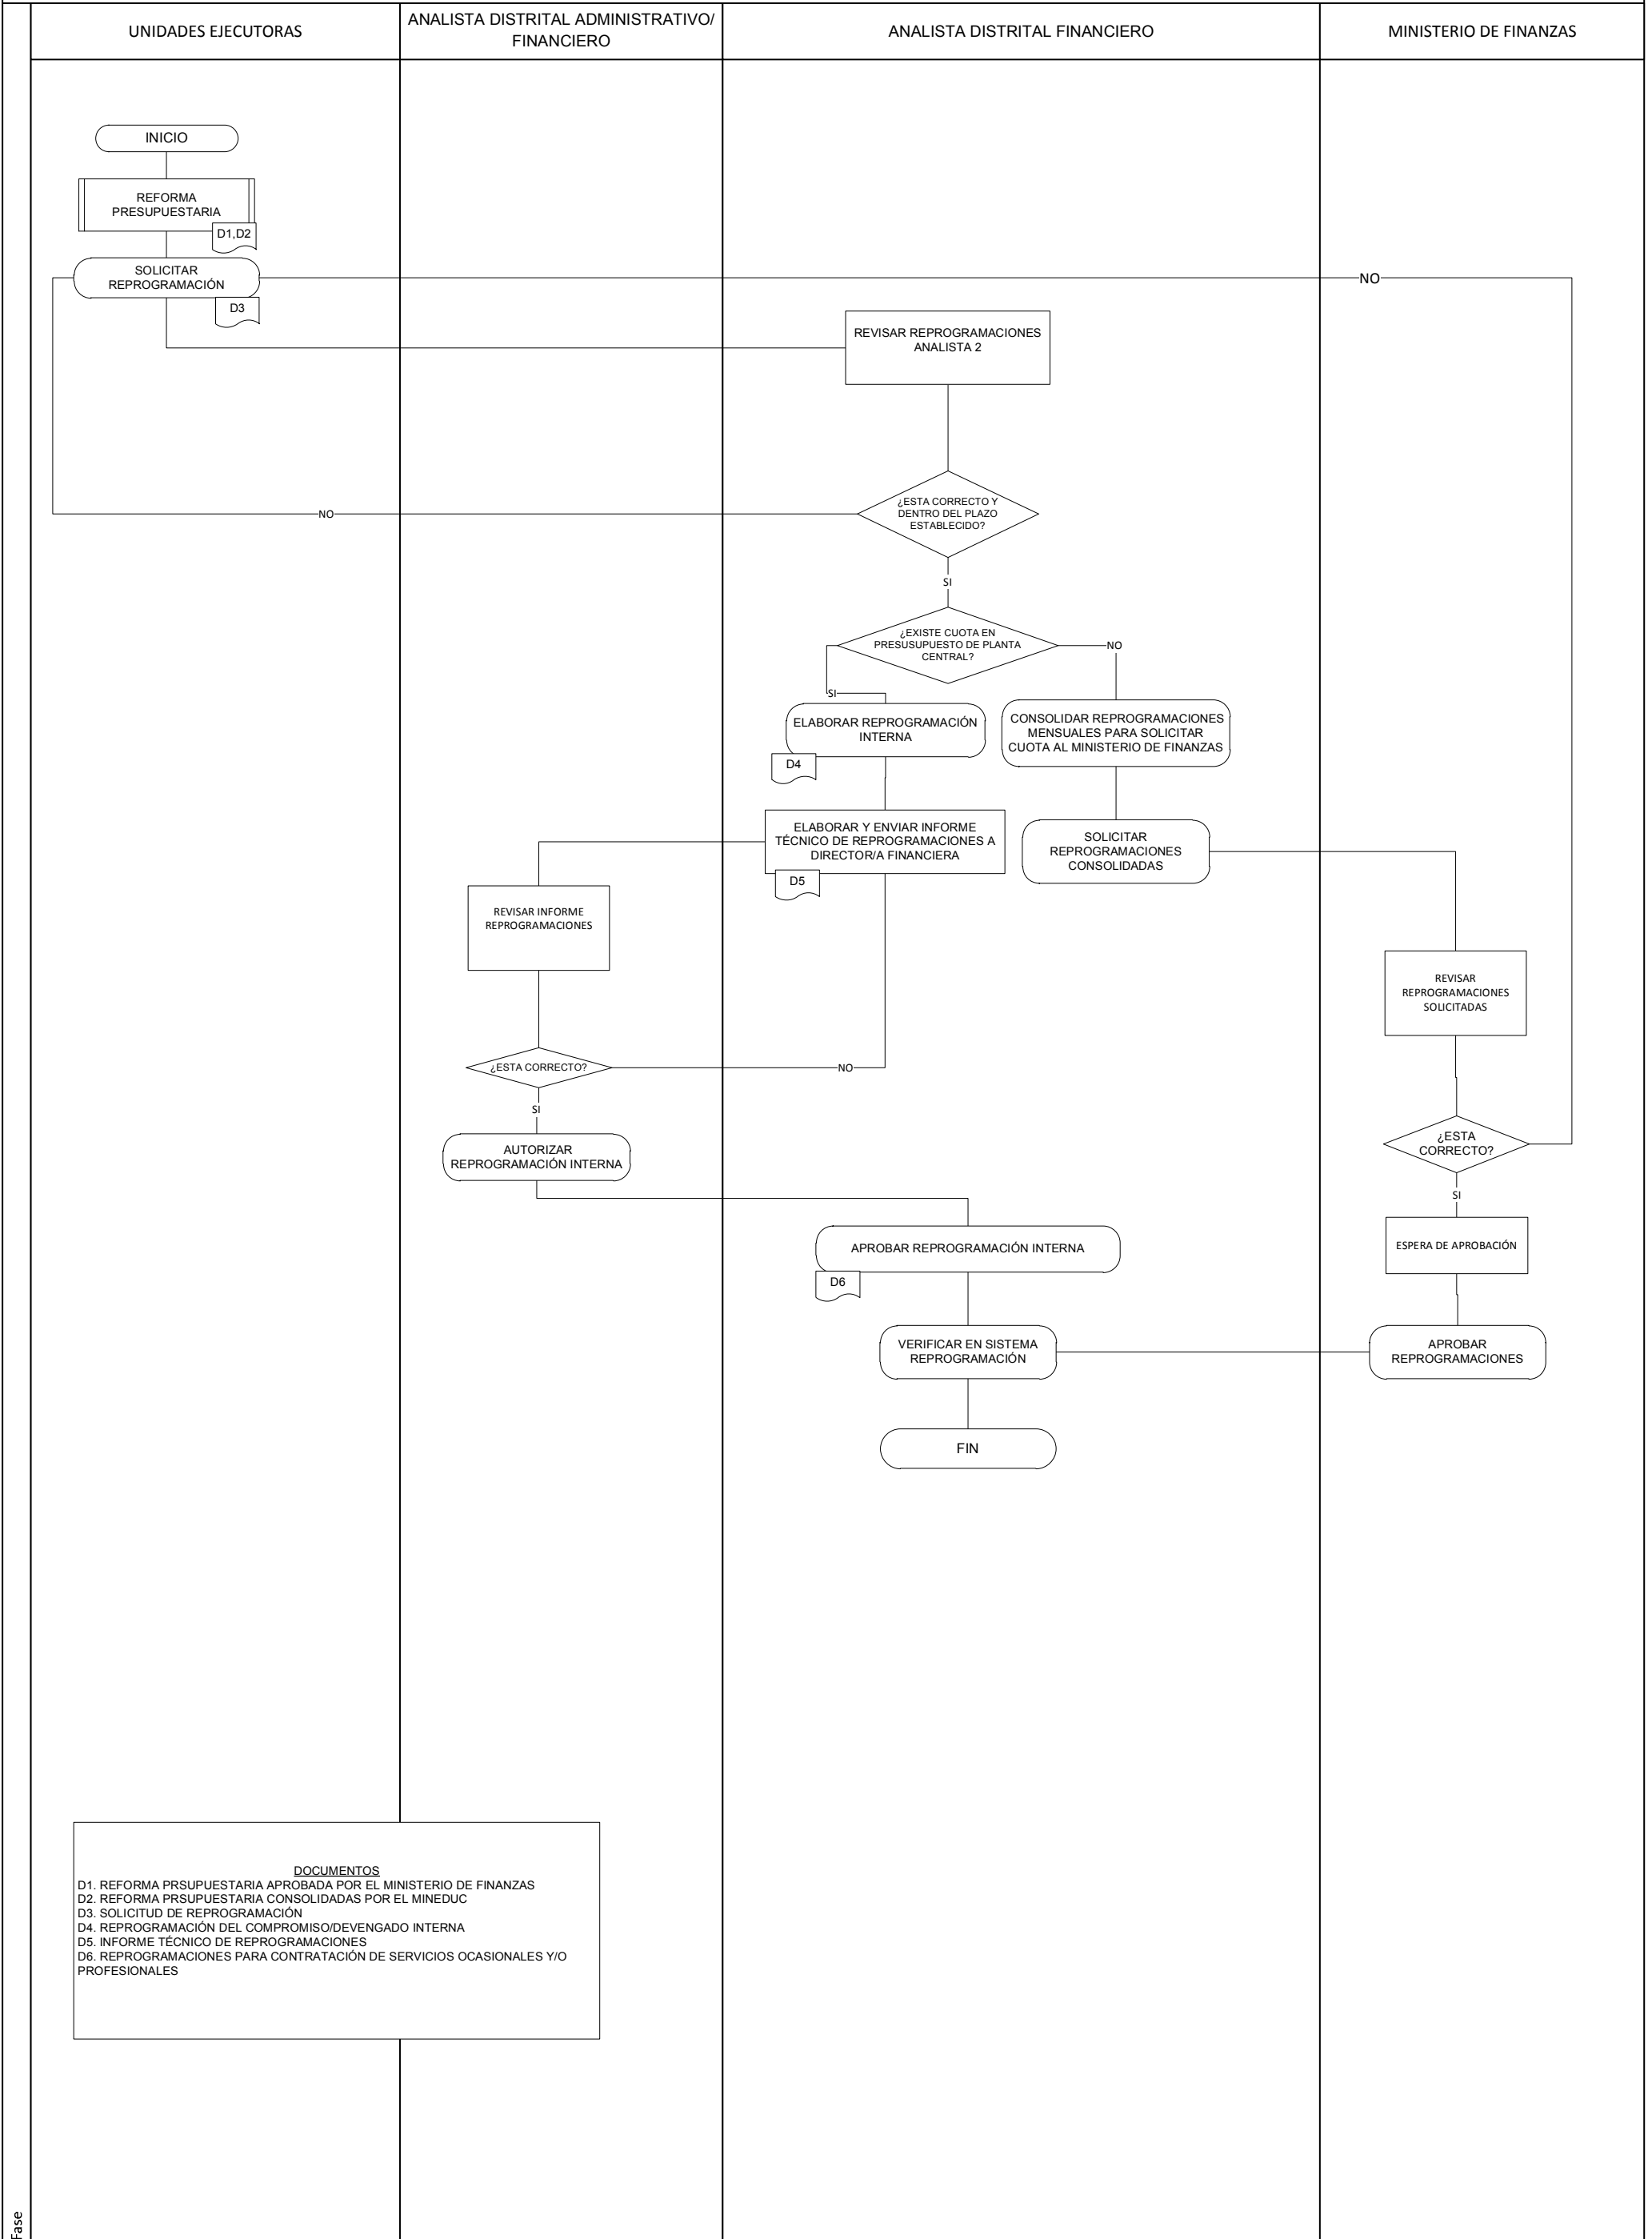 UNIDADES EJECUTORAS
ANALISTA DISTRITAL ADMINISTRATIVO/
FINANCIERO
ANALISTA DISTRITAL FINANCIERO
MINISTERIO DE FINANZAS
INICIO
REFORMA
PRESUPUESTARIA
D1,D2
SOLICITAR
REPROGRAMACIÓN
D3
NO
REVISAR REPROGRAMACIONES
ANALISTA 2
¿ESTA CORRECTO Y
DENTRO DEL PLAZO
ESTABLECIDO?
NO
SI
¿EXISTE CUOTA EN
PRESUSUPUESTO DE PLANTA
CENTRAL?
NO
SI
ELABORAR REPROGRAMACIÓN
INTERNA
D4
CONSOLIDAR REPROGRAMACIONES
MENSUALES PARA SOLICITAR
CUOTA AL MINISTERIO DE FINANZAS
ELABORAR Y ENVIAR INFORME
TÉCNICO DE REPROGRAMACIONES A
DIRECTOR/A FINANCIERA
D5
SOLICITAR
REPROGRAMACIONES
CONSOLIDADAS
REVISAR INFORME
REPROGRAMACIONES
REVISAR
REPROGRAMACIONES
SOLICITADAS
¿ESTA CORRECTO?
NO
SI
¿ESTA
CORRECTO?
SI
AUTORIZAR
REPROGRAMACIÓN INTERNA
APROBAR REPROGRAMACIÓN INTERNA
D6
ESPERA DE APROBACIÓN
VERIFICAR EN SISTEMA
REPROGRAMACIÓN
APROBAR
REPROGRAMACIONES
FIN
DOCUMENTOS
D1. REFORMA PRSUPUESTARIA APROBADA POR EL MINISTERIO DE FINANZAS
D2. REFORMA PRSUPUESTARIA CONSOLIDADAS POR EL MINEDUC
D3. SOLICITUD DE REPROGRAMACIÓN
D4. REPROGRAMACIÓN DEL COMPROMISO/DEVENGADO INTERNA
D5. INFORME TÉCNICO DE REPROGRAMACIONES
D6. REPROGRAMACIONES PARA CONTRATACIÓN DE SERVICIOS OCASIONALES Y/O
PROFESIONALES
Fase